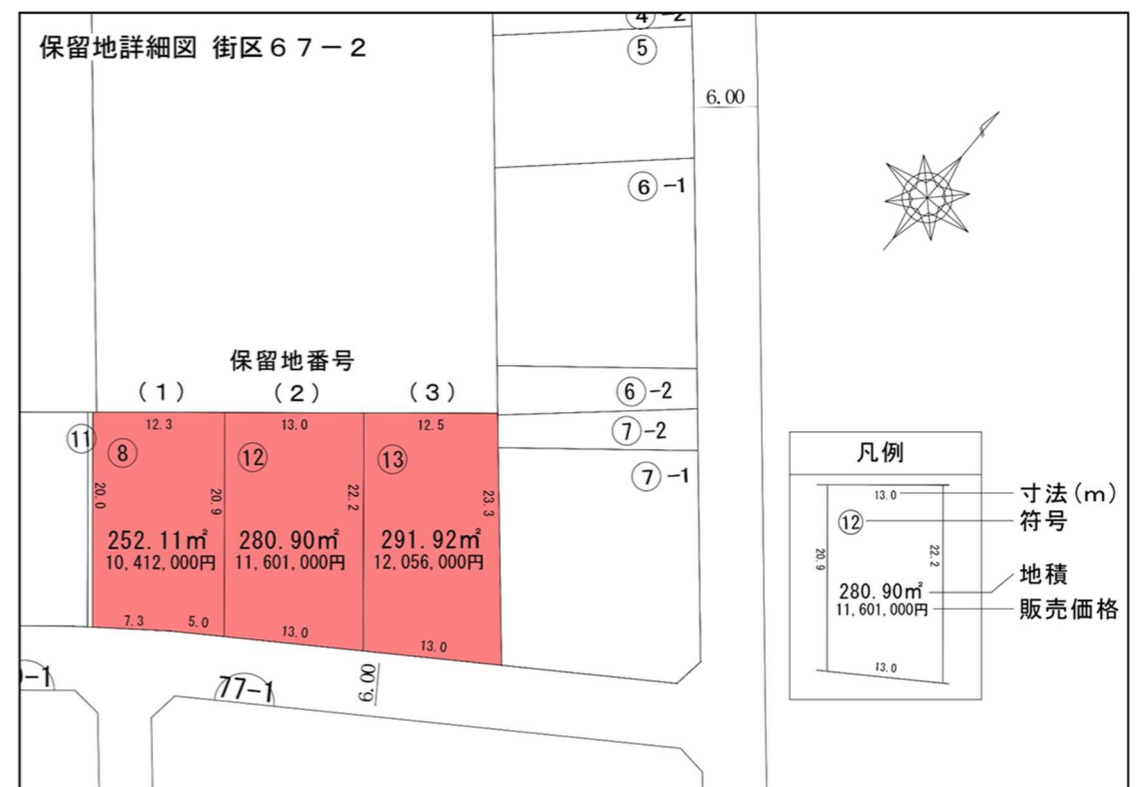 保留地詳細図 街区67-2
④-2
⑤
6.00
⑥-1
保留地番号
(1) (2) (3)
⑥-2
⑦-2
⑦-1
⑪
12.3 13.0 12.5
⑧ ⑫ ⑬
20.0 20.9 22.2 23.3
252.11㎡ 280.90㎡ 291.92㎡
10,412,000円 11,601,000円 12,056,000円
7.3 5.0 13.0 13.0
6.00
-1
77-1
凡例
13.0 寸法(m)
⑫ 符号
20.9 22.2
地積
280.90㎡
11,601,000円 販売価格
13.0